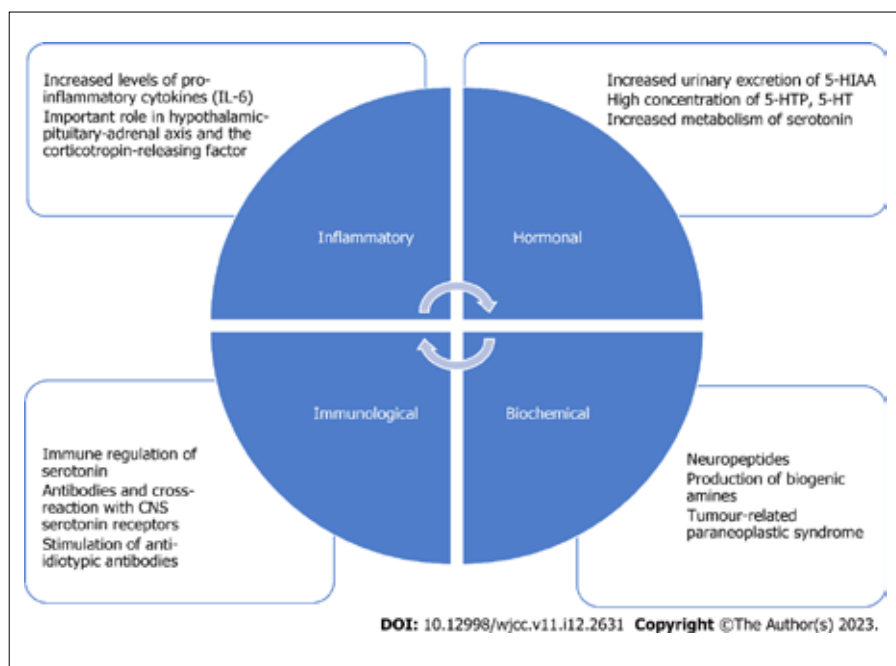 Increased levels of pro-
inflammatory cytokines (IL-6)
Important role in hypothalamic-
pituitary-adrenal axis and the
corticotropin-releasing factor
Increased urinary excretion of 5-HIAA
High concentration of 5-HTP, 5-HT
Increased metabolism of serotonin
Inflammatory
Hormonal
Immunological
Biochemical
Immune regulation of
serotonin
Antibodies and cross-
reaction with CNS
serotonin receptors
Stimulation of anti-
idiotypic antibodies
Neuropeptides
Production of biogenic
amines
Tumour-related
paraneoplastic syndrome
DOI: 10.12998/wjcc.v11.i12.2631 Copyright ©The Author(s) 2023.